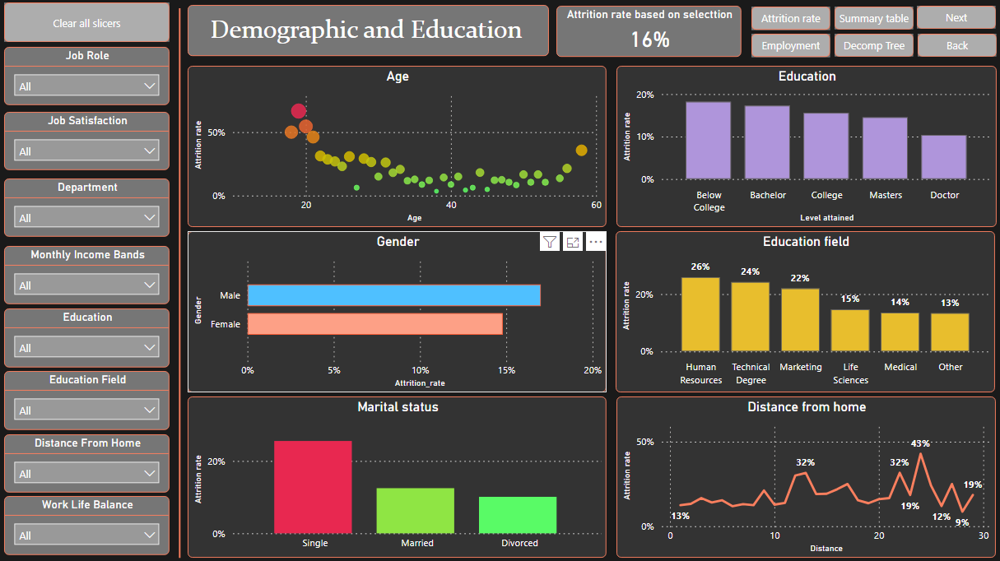 Clear all slicers
Job Role
All
Job Satisfaction
All
Department
All
Monthly Income Bands
All
Education
All
Education Field
All
Distance From Home
All
Work Life Balance
All
Demographic and Education
Attrition rate based on selecttion
16%
Attrition rate
Summary table
Next
Employment
Decomp Tree
Back
Age
Attrition rate
50%
0%
20
40
60
Age
Education
Attrition rate
20%
10%
0%
Below
College
Bachelor
College
Masters
Doctor
Level attained
Gender
Gender
Male
Female
0%
5%
10%
15%
20%
Attrition_rate
Education field
Attrition rate
20%
0%
26%
24%
22%
15%
14%
13%
Human
Resources
Technical
Degree
Marketing
Life
Sciences
Medical
Other
Marital status
Attrition rate
20%
0%
Single
Married
Divorced
Distance from home
Attrition rate
50%
0%
13%
32%
32%
19%
43%
12%
9%
19%
0
10
20
30
Distance